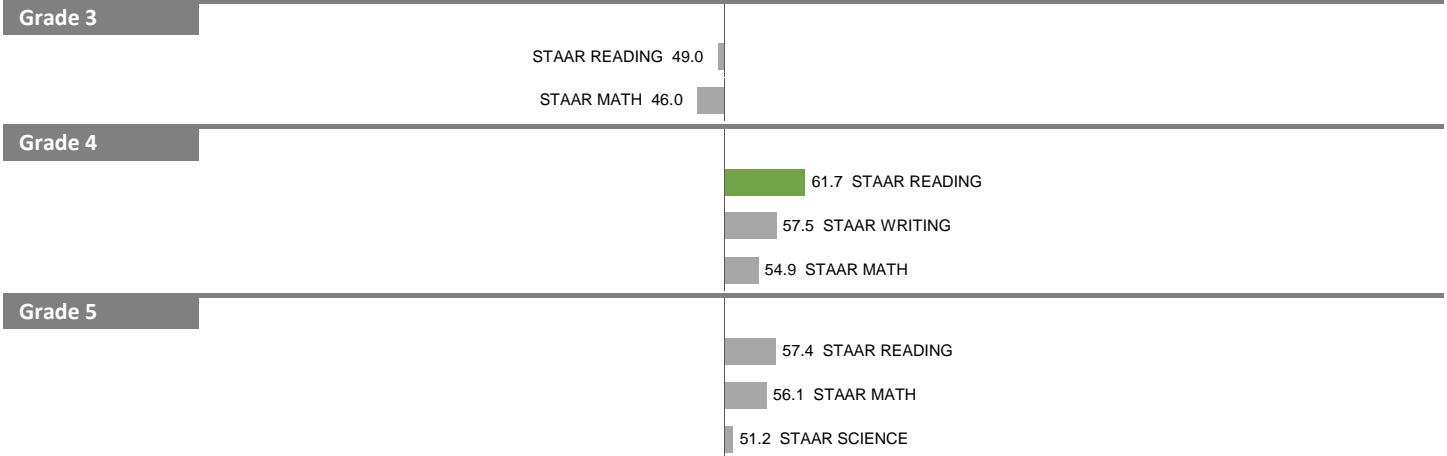 Grade 3
STAAR READING 49.0
STAAR MATH 46.0
Grade 4
61.7 STAAR READING
57.5 STAAR WRITING
54.9 STAAR MATH
Grade 5
57.4 STAAR READING
56.1 STAAR MATH
51.2 STAAR SCIENCE